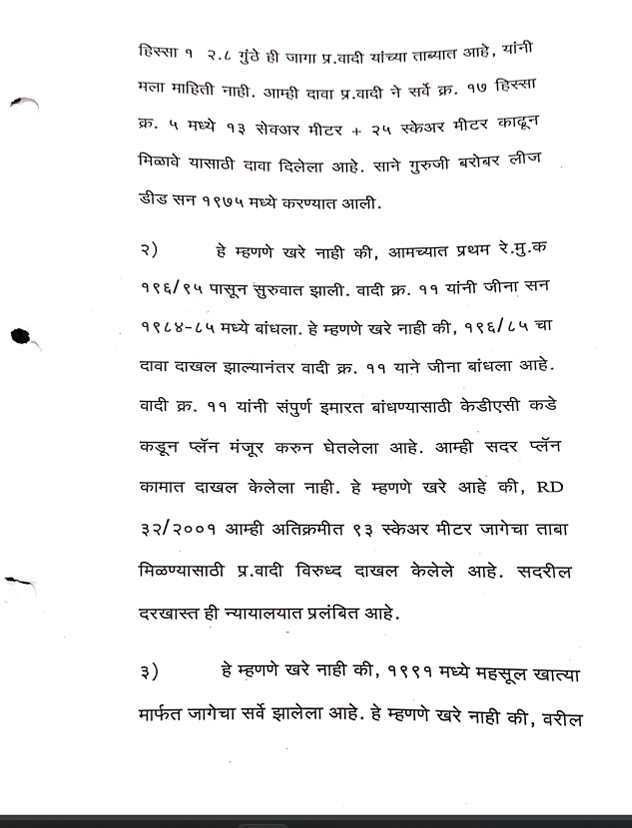 हिस्सा १ २.८ गुंठे ही जागा प्र.वादी यांच्या ताब्यात आहे, यांनी
मला माहिती नाही. आम्ही दावा प्र.वादी ने सर्वे क्र. १७ हिस्सा
क्र. ५ मध्ये १३ सेक्अर मीटर + २५ स्केअर मीटर काढून
मिळावे यासाठी दावा दिलेला आहे. साने गुरुजी बरोबर लीज
डीड सन १९७५ मध्ये करण्यात आली.
२) हे म्हणणे खरे नाही की, आमच्यात प्रथम रे.मु.क
१९६/९५ पासून सुरुवात झाली. वादी क्र. ११ यांनी जीना सन
१९८४-८५ मध्ये बांधला. हे म्हणणे खरे नाही की, १९६/८५ चा
दावा दाखल झाल्यानंतर वादी क्र. ११ याने जीना बांधला आहे.
वादी क्र. ११ यांनी संपुर्ण इमारत बांधण्यासाठी केडीएसी कडे
कडून प्लॅन मंजूर करुन घेतलेला आहे. आम्ही सदर प्लॅन
कामात दाखल केलेला नाही. हे म्हणणे खरे आहे की, RD
३२/२००१ आम्ही अतिक्रमीत ९३ स्केअर मीटर जागेचा ताबा
मिळण्यासाठी प्र.वादी विरुध्द दाखल केलेले आहे. सदरील
दरखास्त ही न्यायालयात प्रलंबित आहे.
३) हे म्हणणे खरे नाही की, १९९१ मध्ये महसूल खात्या
मार्फत जागेचा सर्वे झालेला आहे. हे म्हणणे खरे नाही की, वरील